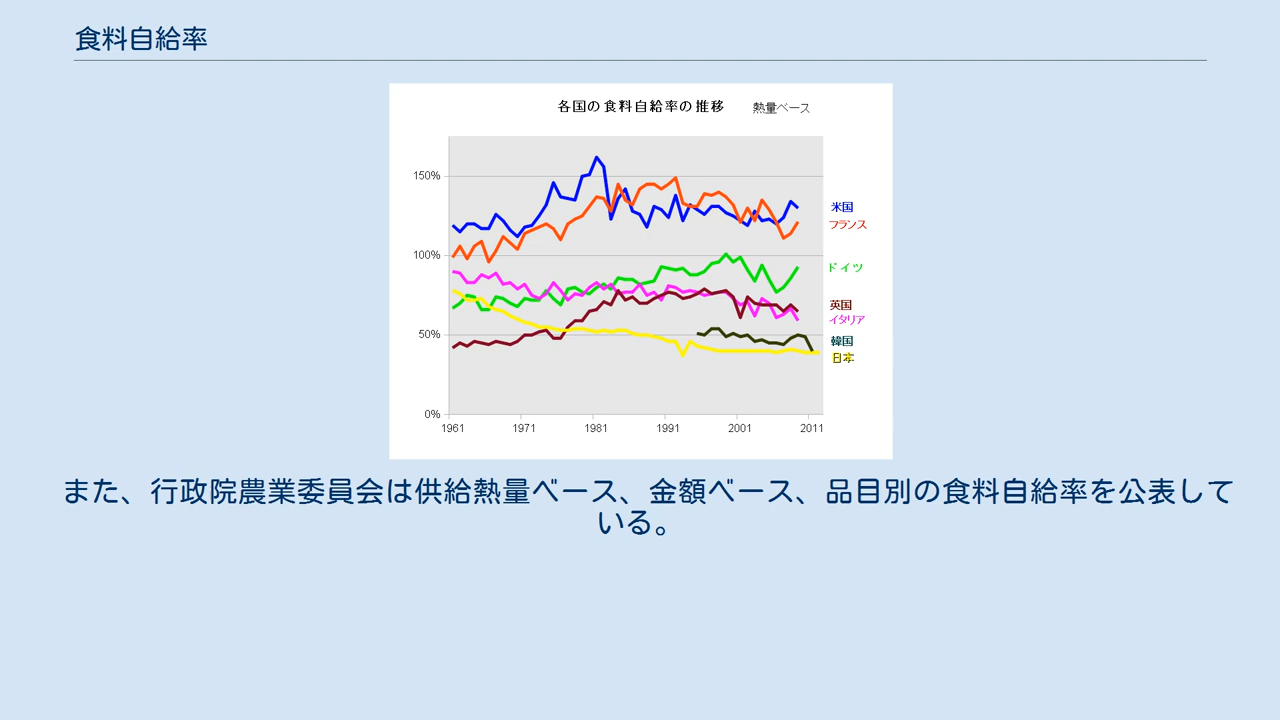 食料自給率
各国の食料自給率の推移 熱量ベース
150%
100%
50%
0%
1961 1971 1981 1991 2001 2011
米国
フランス
ドイツ
英国
イタリア
韓国
日本
また、行政院農業委員会は供給熱量ベース、金額ベース、品目別の食料自給率を公表して
いる。